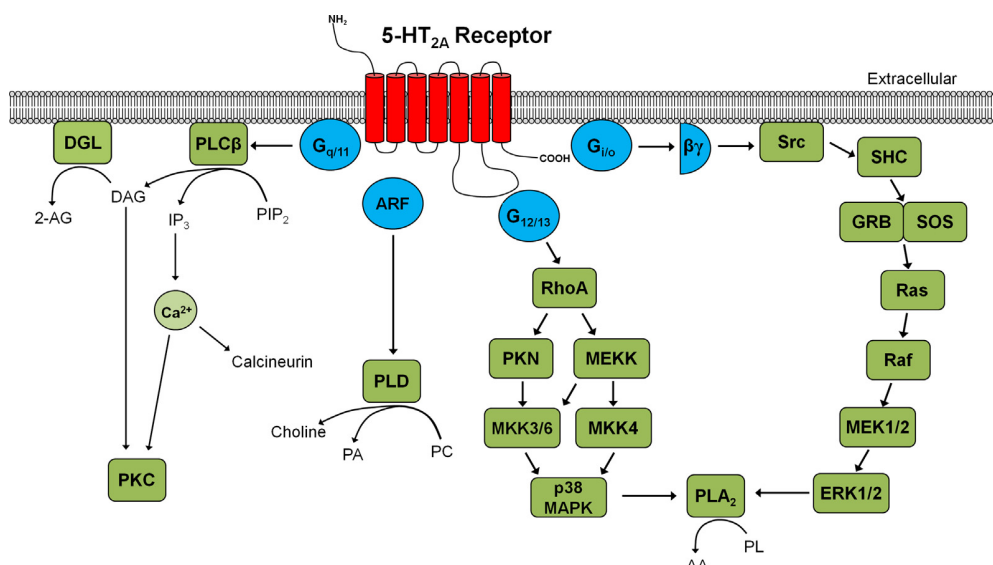 NH2
5-HT2A Receptor
Extracellular
DGL
PLCβ
Gq/11
COOH
Gi/o
βγ
Src
SHC
2-AG
DAG
IP3
PIP2
ARF
G12/13
GRB
SOS
RhoA
Ras
Ca2+
Calcineurin
PKN
MEKK
Raf
PLD
Choline
PA
PC
MKK3/6
MKK4
MEK1/2
PKC
p38
MAPK
PLA2
ERK1/2
PL
AA